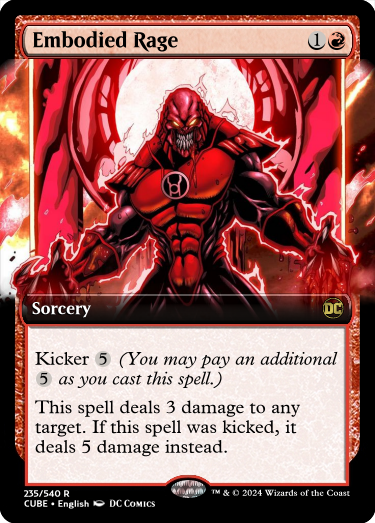 Embodied Rage 1
Sorcery
DC
Kicker 5 (You may pay an additional
5 as you cast this spell.)
This spell deals 3 damage to any
target. If this spell was kicked, it
deals 5 damage instead.
235/540 R
CUBE • English DC COMICS
™ & © 2024 Wizards of the Coast